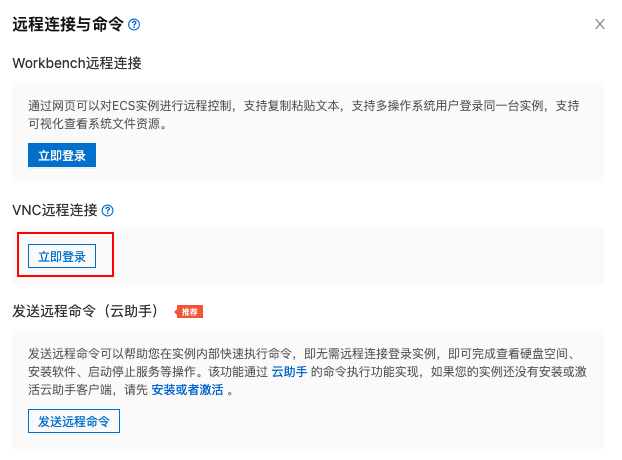 远程连接与命令
Workbench远程连接
通过网页可以对ECS实例进行远程控制，支持复制粘贴文本，支持多操作系统用户登录同一台实例，支持
可视化查看系统文件资源。
立即登录
VNC远程连接
立即登录
发送远程命令（云助手） 推荐
发送远程命令可以帮助您在实例内部快速执行命令，即无需远程连接登录实例，即可完成查看硬盘空间、
安装软件、启动停止服务等操作。该功能通过 云助手 的命令执行功能实现，如果您的实例还没有安装或激
活云助手客户端，请先 安装或者激活 。
发送远程命令